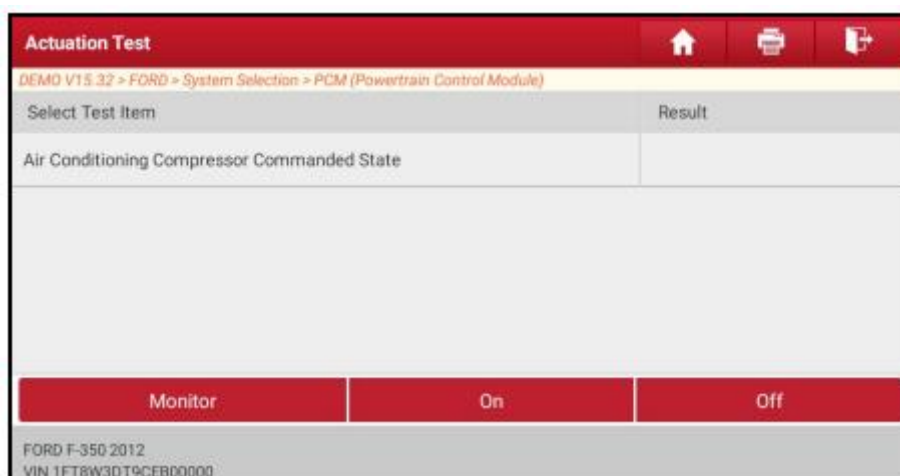 Actuation Test
DEMO V15.32 > FORD > System Selection > PCM (Powertrain Control Module)
Select Test Item Result
Air Conditioning Compressor Commanded State
Monitor On Off
FORD F-350 2012
VIN 1FT8W3DT9CEB00000